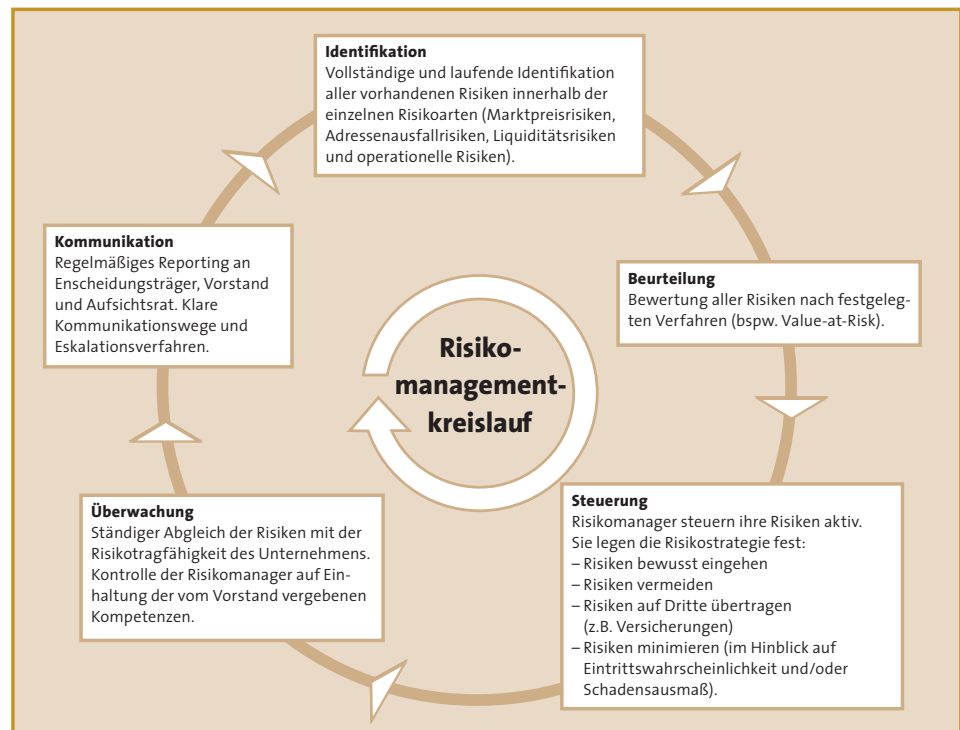 Identifikation
Vollständige und laufende Identifikation
aller vorhandenen Risiken innerhalb der
einzelnen Risikoarten (Marktpreisrisiken,
Adressenausfallrisiken, Liquiditätsrisiken
und operationelle Risiken).
Beurteilung
Bewertung aller Risiken nach festgeleg-
ten Verfahren (bspw. Value-at-Risk).
Steuerung
Risikomanager steuern ihre Risiken aktiv.
Sie legen die Risikostrategie fest:
– Risiken bewusst eingehen
– Risiken vermeiden
– Risiken auf Dritte übertragen
(z.B. Versicherungen)
– Risiken minimieren (im Hinblick auf
Eintrittswahrscheinlichkeit und/oder
Schadensausmaß).
Überwachung
Ständiger Abgleich der Risiken mit der
Risikotragfähigkeit des Unternehmens.
Kontrolle der Risikomanager auf Ein-
haltung der vom Vorstand vergebenen
Kompetenzen.
Kommunikation
Regelmäßiges Reporting an
Enscheidungsträger, Vorstand
und Aufsichtsrat. Klare
Kommunikationswege und
Eskalationsverfahren.
Risiko-
management-
kreislauf